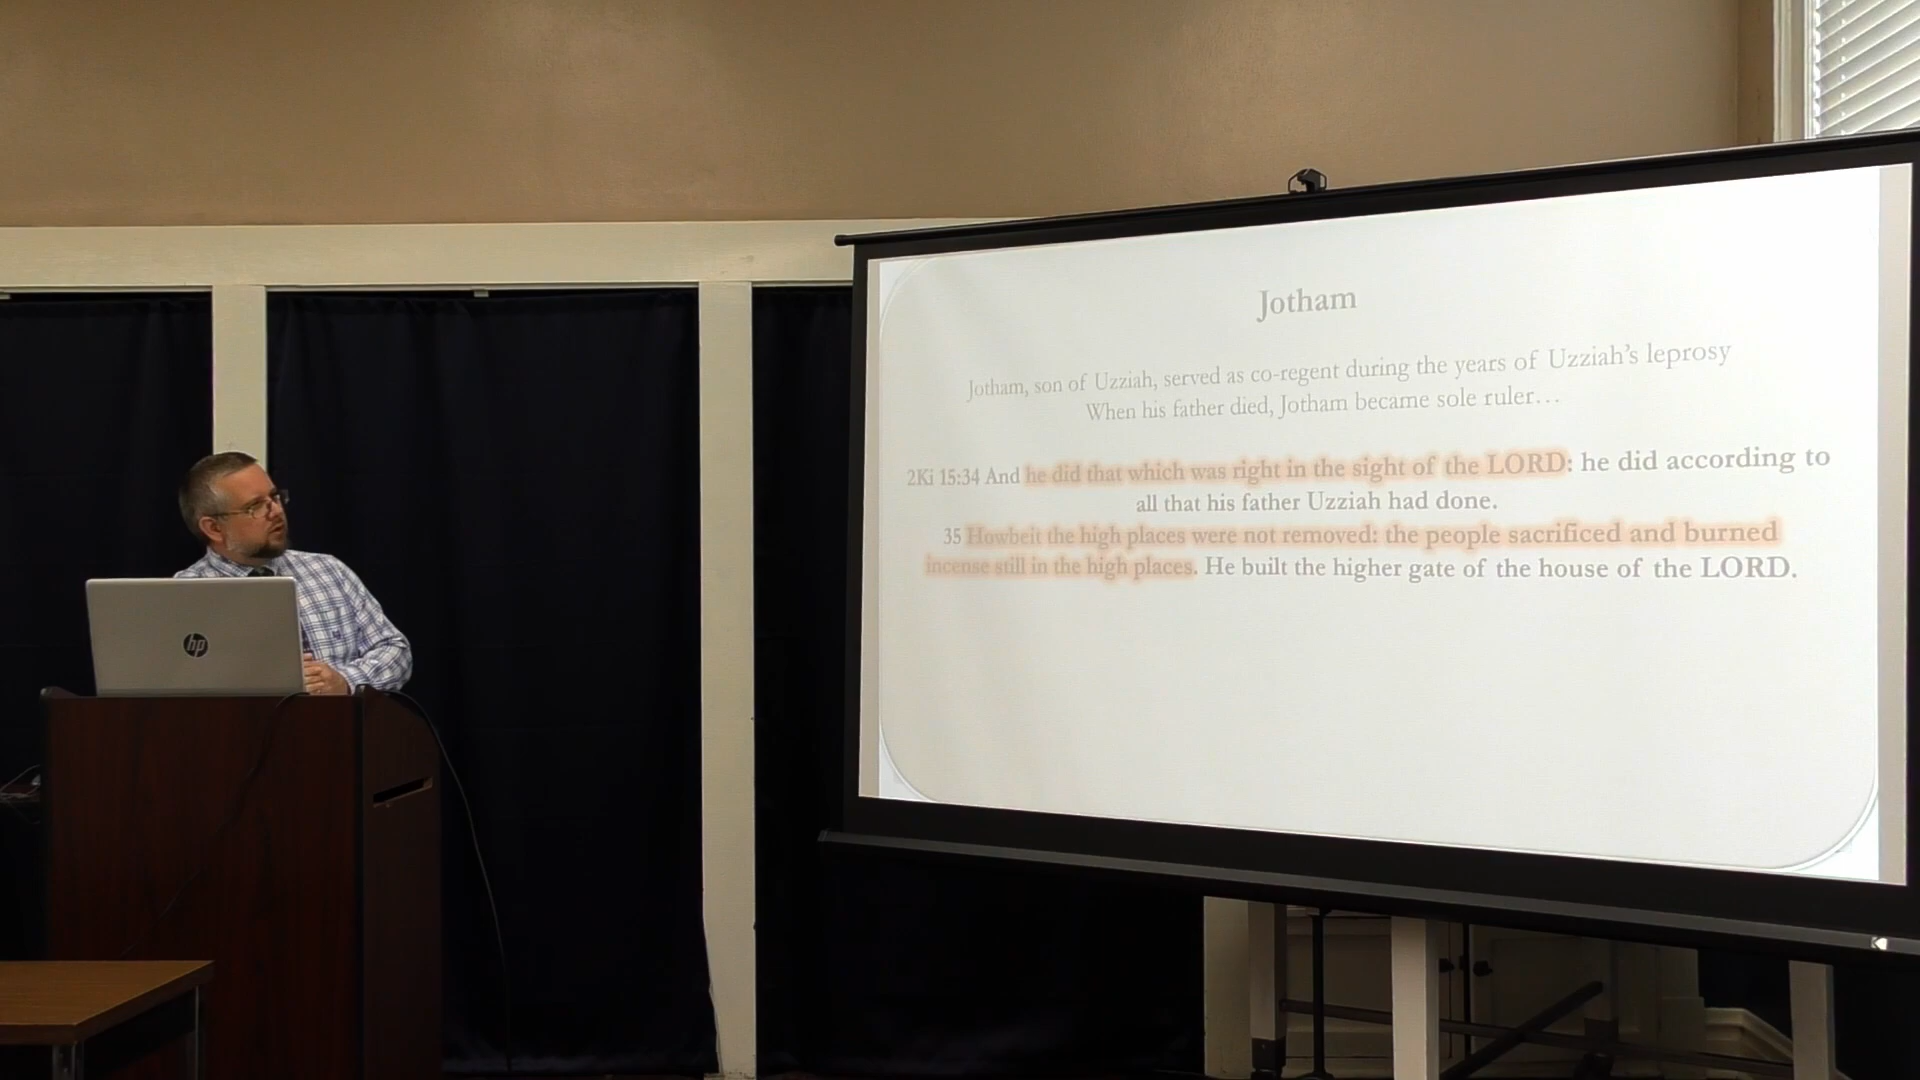 Jotham
Jotham, son of Uzziah, served as co-regent during the years of Uzziah’s leprosy
When his father died, Jotham became sole ruler…
2Ki 15:34 And he did that which was right in the sight of the LORD: he did according to
all that his father Uzziah had done.
35 Howbeit the high places were not removed: the people sacrificed and burned
incense still in the high places. He built the higher gate of the house of the LORD.
hp